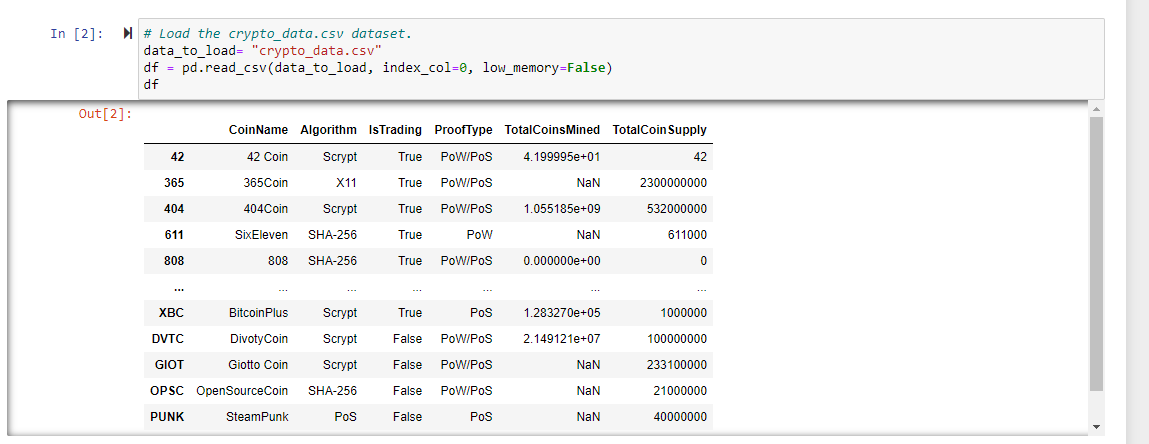 In [2]:
# Load the crypto_data.csv dataset.
data_to_load= "crypto_data.csv"
df = pd.read_csv(data_to_load, index_col=0, low_memory=False)
df
Out[2]:
CoinName Algorithm IsTrading ProofType TotalCoinsMined TotalCoinSupply
42 42 Coin Scrypt True PoW/PoS 4.199995e+01 42
365 365Coin X11 True PoW/PoS NaN 2300000000
404 404Coin Scrypt True PoW/PoS 1.055185e+09 532000000
611 SixEleven SHA-256 True PoW NaN 611000
808 808 SHA-256 True PoW/PoS 0.000000e+00 0
... ... ... ... ... ... ...
XBC BitcoinPlus Scrypt True PoS 1.283270e+05 1000000
DVTC DivotyCoin Scrypt False PoW/PoS 2.149121e+07 100000000
GIOT Giotto Coin Scrypt False PoW/PoS NaN 233100000
OPSC OpenSourceCoin SHA-256 False PoW/PoS NaN 21000000
PUNK SteamPunk PoS False PoS NaN 40000000